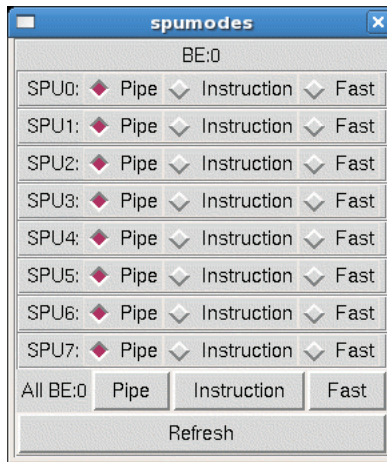 spumodes
BE:0
SPU0: Pipe Instruction Fast
SPU1: Pipe Instruction Fast
SPU2: Pipe Instruction Fast
SPU3: Pipe Instruction Fast
SPU4: Pipe Instruction Fast
SPU5: Pipe Instruction Fast
SPU6: Pipe Instruction Fast
SPU7: Pipe Instruction Fast
All BE:0 Pipe Instruction Fast
Refresh